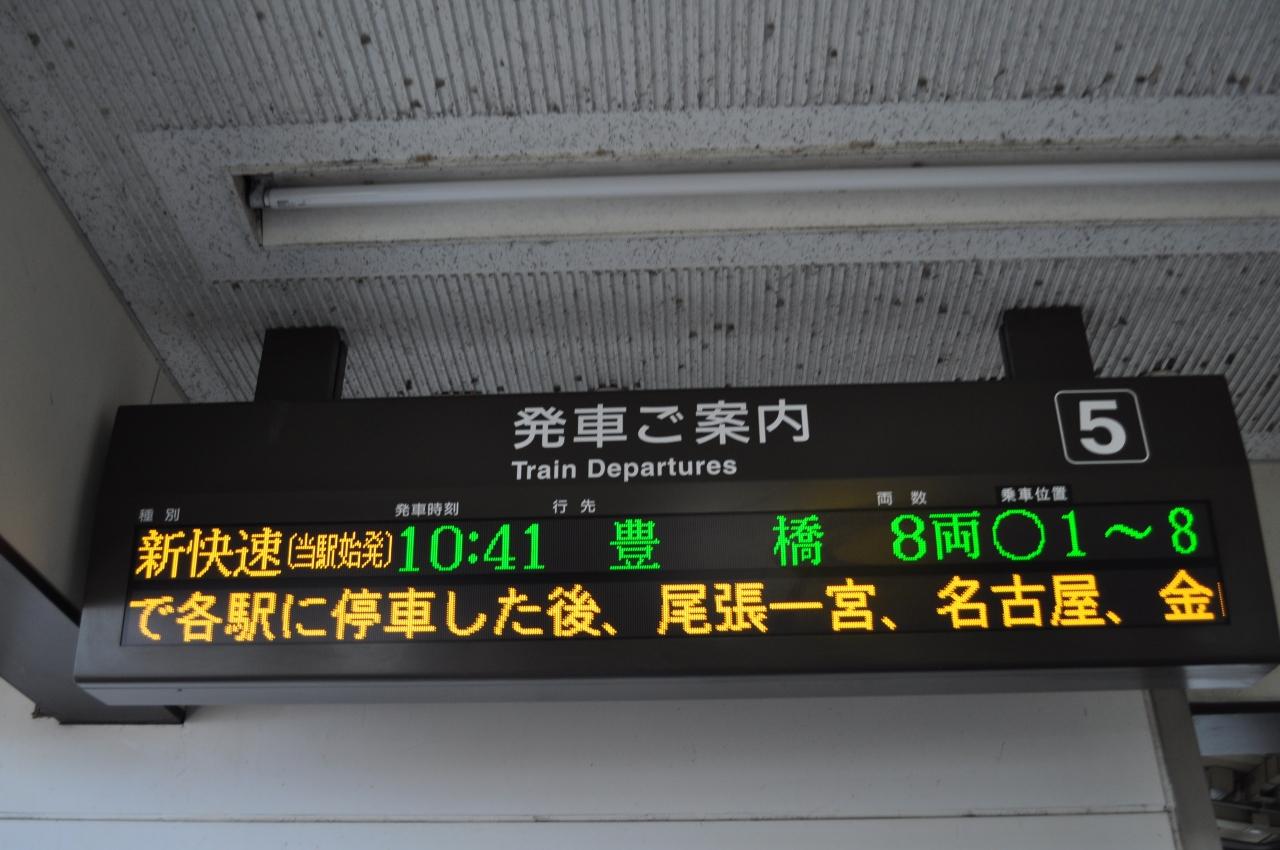 発車ご案内
5
Train Departures
種別 発車時刻 行先 両数 乗車位置
新快速(当駅始発)10:41 豊橋 8両○1～8
で各駅に停車した後、尾張一宮、名古屋、金